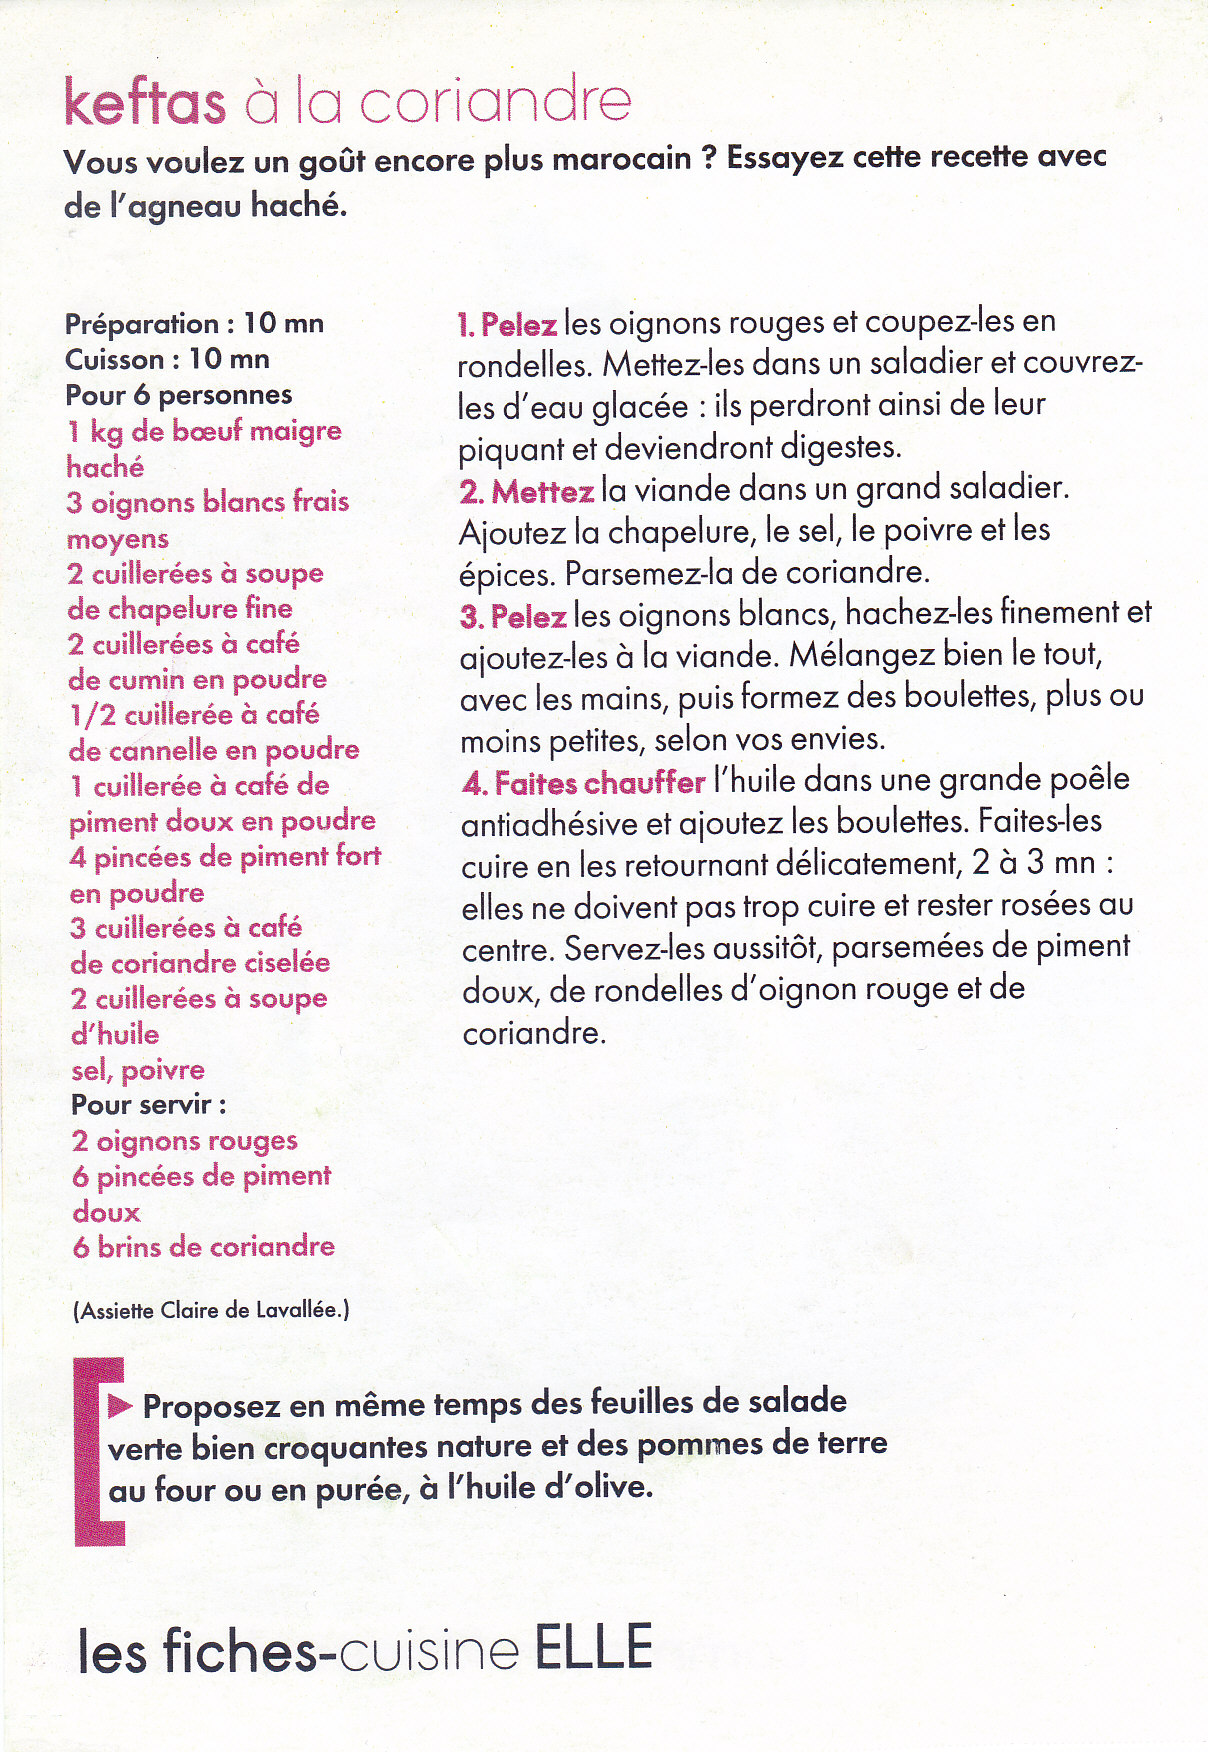 keftas à la coriandre
Vous voulez un goût encore plus marocain ? Essayez cette recette avec
de l'agneau haché.
Préparation : 10 mn
Cuisson : 10 mn
Pour 6 personnes
1 kg de bœuf maigre
haché
3 oignons blancs frais
moyens
2 cuillerées à soupe
de chapelure fine
2 cuillerées à café
de cumin en poudre
1/2 cuillerée à café
de cannelle en poudre
1 cuillerée à café de
piment doux en poudre
4 pincées de piment fort
en poudre
3 cuillerées à café
de coriandre ciselée
2 cuillerées à soupe
d'huile
sel, poivre
Pour servir :
2 oignons rouges
6 pincées de piment
doux
6 brins de coriandre
(Assiette Claire de Lavallée.)
1. Pelez les oignons rouges et coupez-les en
rondelles. Mettez-les dans un saladier et couvrez-
les d'eau glacée : ils perdront ainsi de leur
piquant et deviendront digestes.
2. Mettez la viande dans un grand saladier.
Ajoutez la chapelure, le sel, le poivre et les
épices. Parsemez-la de coriandre.
3. Pelez les oignons blancs, hachez-les finement et
ajoutez-les à la viande. Mélangez bien le tout,
avec les mains, puis formez des boulettes, plus ou
moins petites, selon vos envies.
4. Faites chauffer l'huile dans une grande poêle
antiadhésive et ajoutez les boulettes. Faites-les
cuire en les retournant délicatement, 2 à 3 mn :
elles ne doivent pas trop cuire et rester rosées au
centre. Servez-les aussitôt, parsemées de piment
doux, de rondelles d'oignon rouge et de
coriandre.
Proposez en même temps des feuilles de salade
verte bien croquantes nature et des pommes de terre
au four ou en purée, à l'huile d'olive.
les fiches-cuisine ELLE